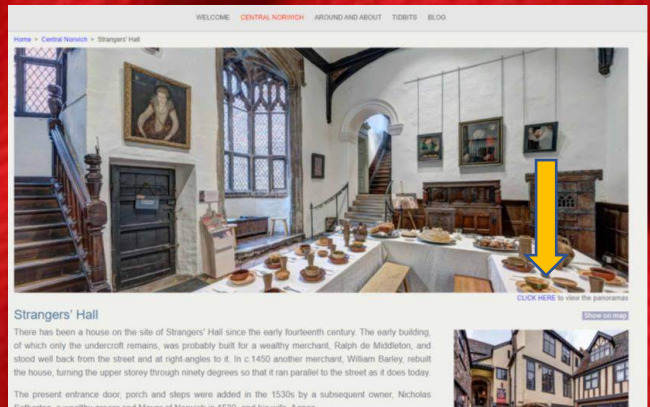 WELCOME CENTRAL NORWICH AROUND AND ABOUT TIDBITS BLOG
Home > Central Norwich > Strangers' Hall
CLICK HERE to view the panoramas
Strangers' Hall
Show on map
There has been a house on the site of Strangers' Hall since the early fourteenth century. The early building,
of which only the undercroft remains, was probably built for a wealthy merchant, Ralph de Middleton, and
stood well back from the street and at right-angles to it. In c.1450 another merchant, William Barley, rebuilt
the house, turning the upper storey through ninety degrees so that it ran parallel to the street as it does today.
The present entrance door, porch and steps were added in the 1530s by a subsequent owner, Nicholas